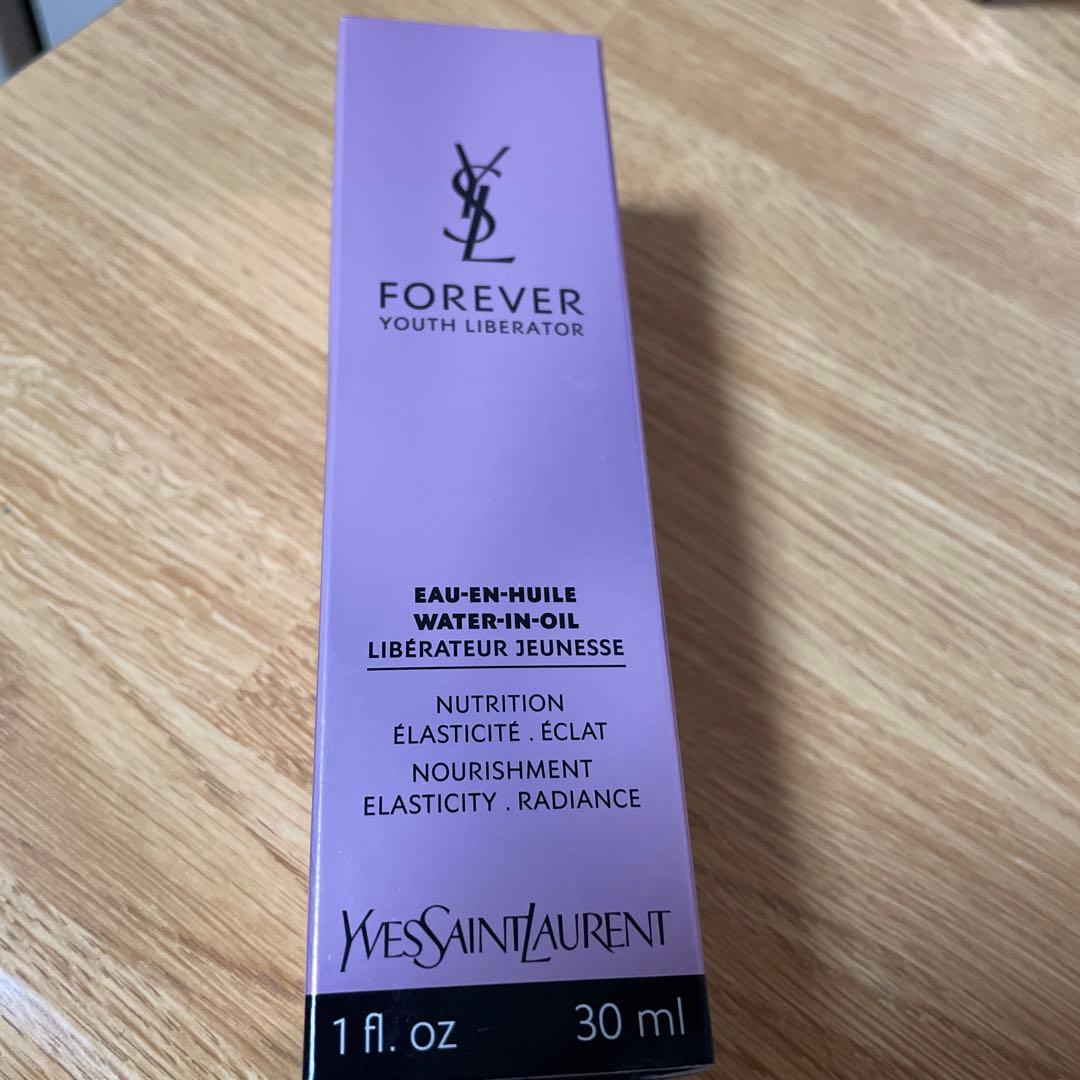 YSL
FOREVER
YOUTH LIBERATOR
EAU-EN-HUILE
WATER-IN-OIL
LIBÉRATEUR JEUNESSE
NUTRITION
ÉLASTICITÉ . ÉCLAT
NOURISHMENT
ELASTICITY . RADIANCE
YVESSAINTLAURENT
1 fl. oz 30 ml